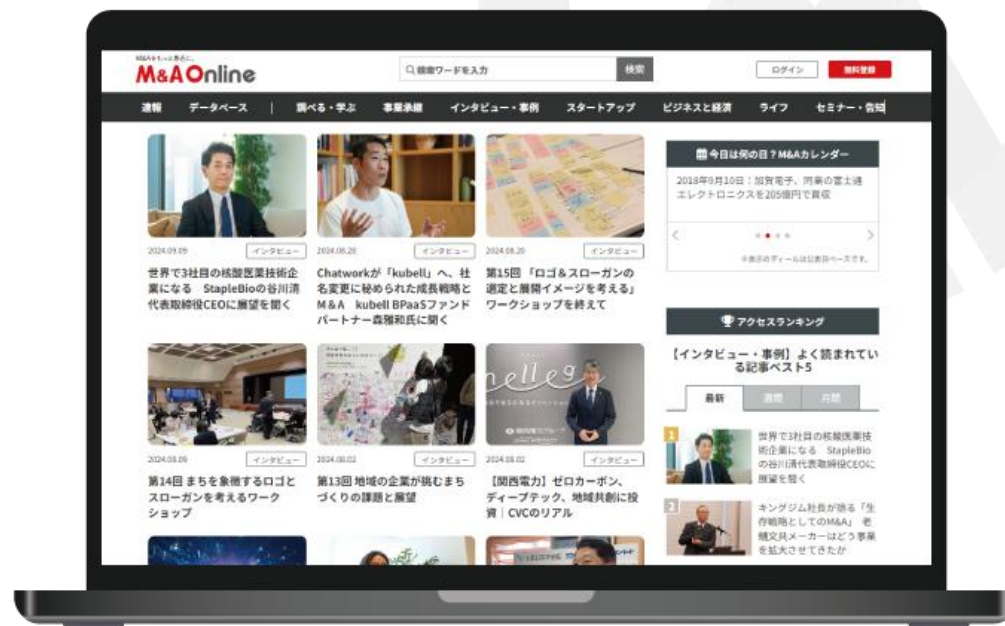 M&Aをもっと身近に。
M&A Online
検索ワードを入力
検索
ログイン
無料登録
速報 データベース | 調べる・学ぶ 事業承継 インタビュー・事例 スタートアップ ビジネスと経済 ライフ セミナー・告知
今日は何の日？M&Aカレンダー
2018年9月10日：加賀電子、同業の富士通
エレクトロニクスを205億円で買収
※表示のディールは公表日ベースです。
2024.09.09 インタビュー
世界で3社目の核酸医薬技術企
業になる StapleBioの谷川清
代表取締役CEOに展望を聞く
2024.08.28 インタビュー
Chatworkが「kubell」へ、社
名変更に秘められた成長戦略と
M&A kubell BPaaSファンド
パートナー森雅和氏に聞く
2024.08.20 インタビュー
第15回 「ロゴ&スローガンの
選定と展開イメージを考える」
ワークショップを終えて
アクセスランキング
【インタビュー・事例】よく読まれてい
る記事ベスト5
最新 週間 月間
1
世界で3社目の核酸医薬技
術企業になる StapleBio
の谷川清代表取締役CEOに
展望を聞く
2
キングジム社長が語る「生
存戦略としてのM&A」 老
舗文具メーカーはどう事業
を拡大させてきたか
2024.08.09 インタビュー
第14回 まちを象徴するロゴと
スローガンを考えるワーク
ショップ
2024.08.02 インタビュー
第13回 地域の企業が挑むまち
づくりの課題と展望
2024.08.02 インタビュー
【関西電力】ゼロカーボン、
ディープテック、地域共創に投
資｜CVCのリアル